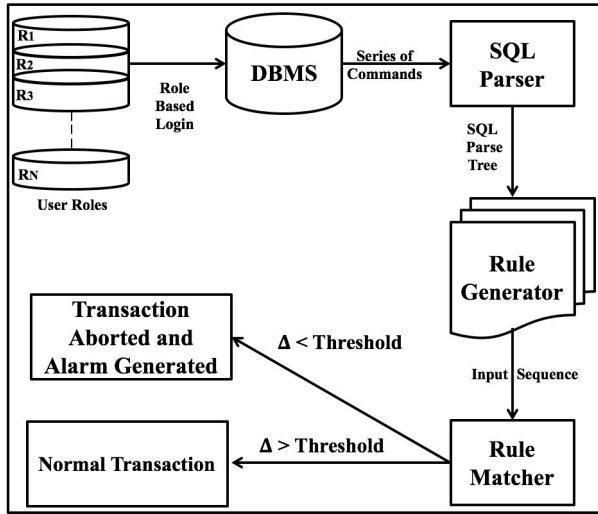 R1
R2
R3
RN
User Roles
Role
Based
Login
DBMS
Series of
Commands
SQL
Parser
SQL
Parse
Tree
Rule
Generator
Input Sequence
Rule
Matcher
Δ < Threshold
Transaction
Aborted and
Alarm Generated
Δ > Threshold
Normal Transaction